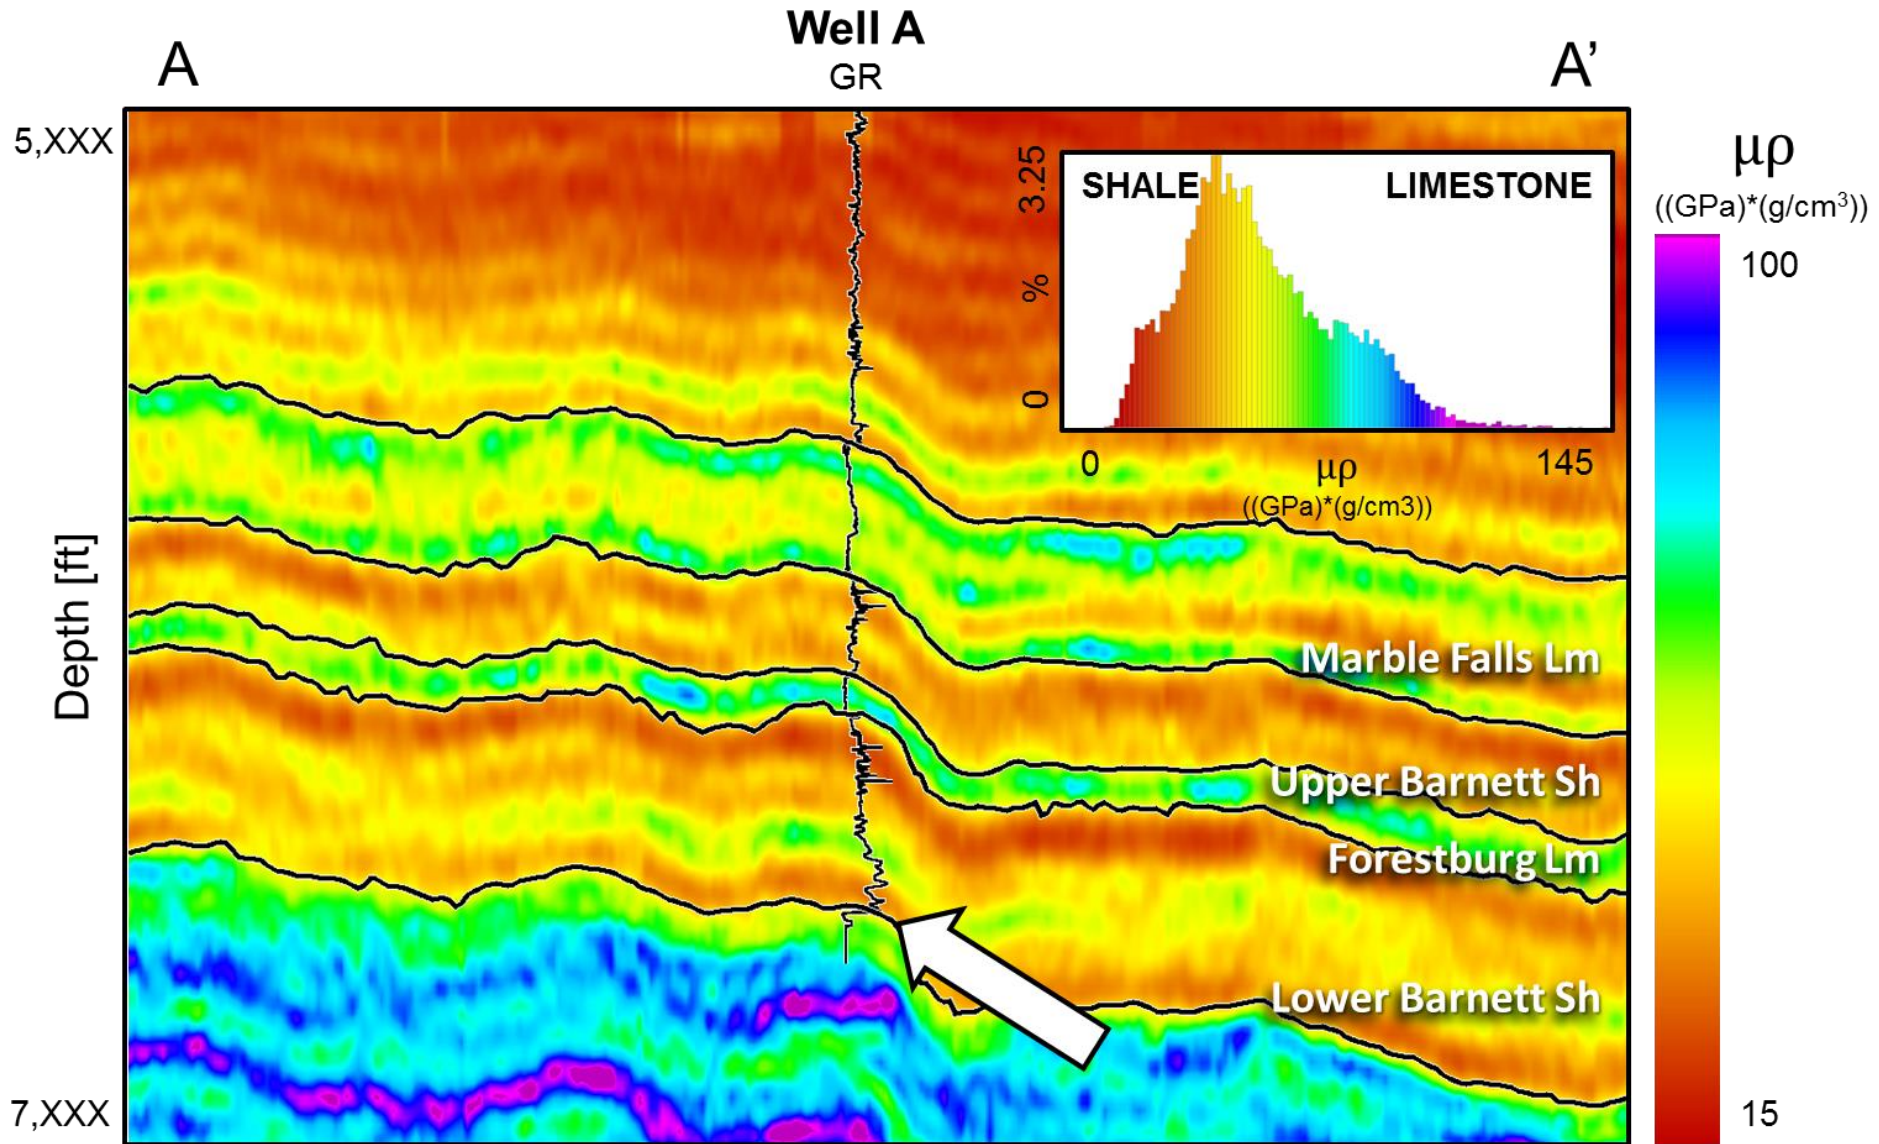 Well A
GR
A
A’
5,XXX
7,XXX
Depth [ft]
SHALE
LIMESTONE
3.25
%
0
0
µρ
145
((GPa)*(g/cm3))
µρ
((GPa)*(g/cm³))
100
15
Marble Falls Lm
Upper Barnett Sh
Forestburg Lm
Lower Barnett Sh